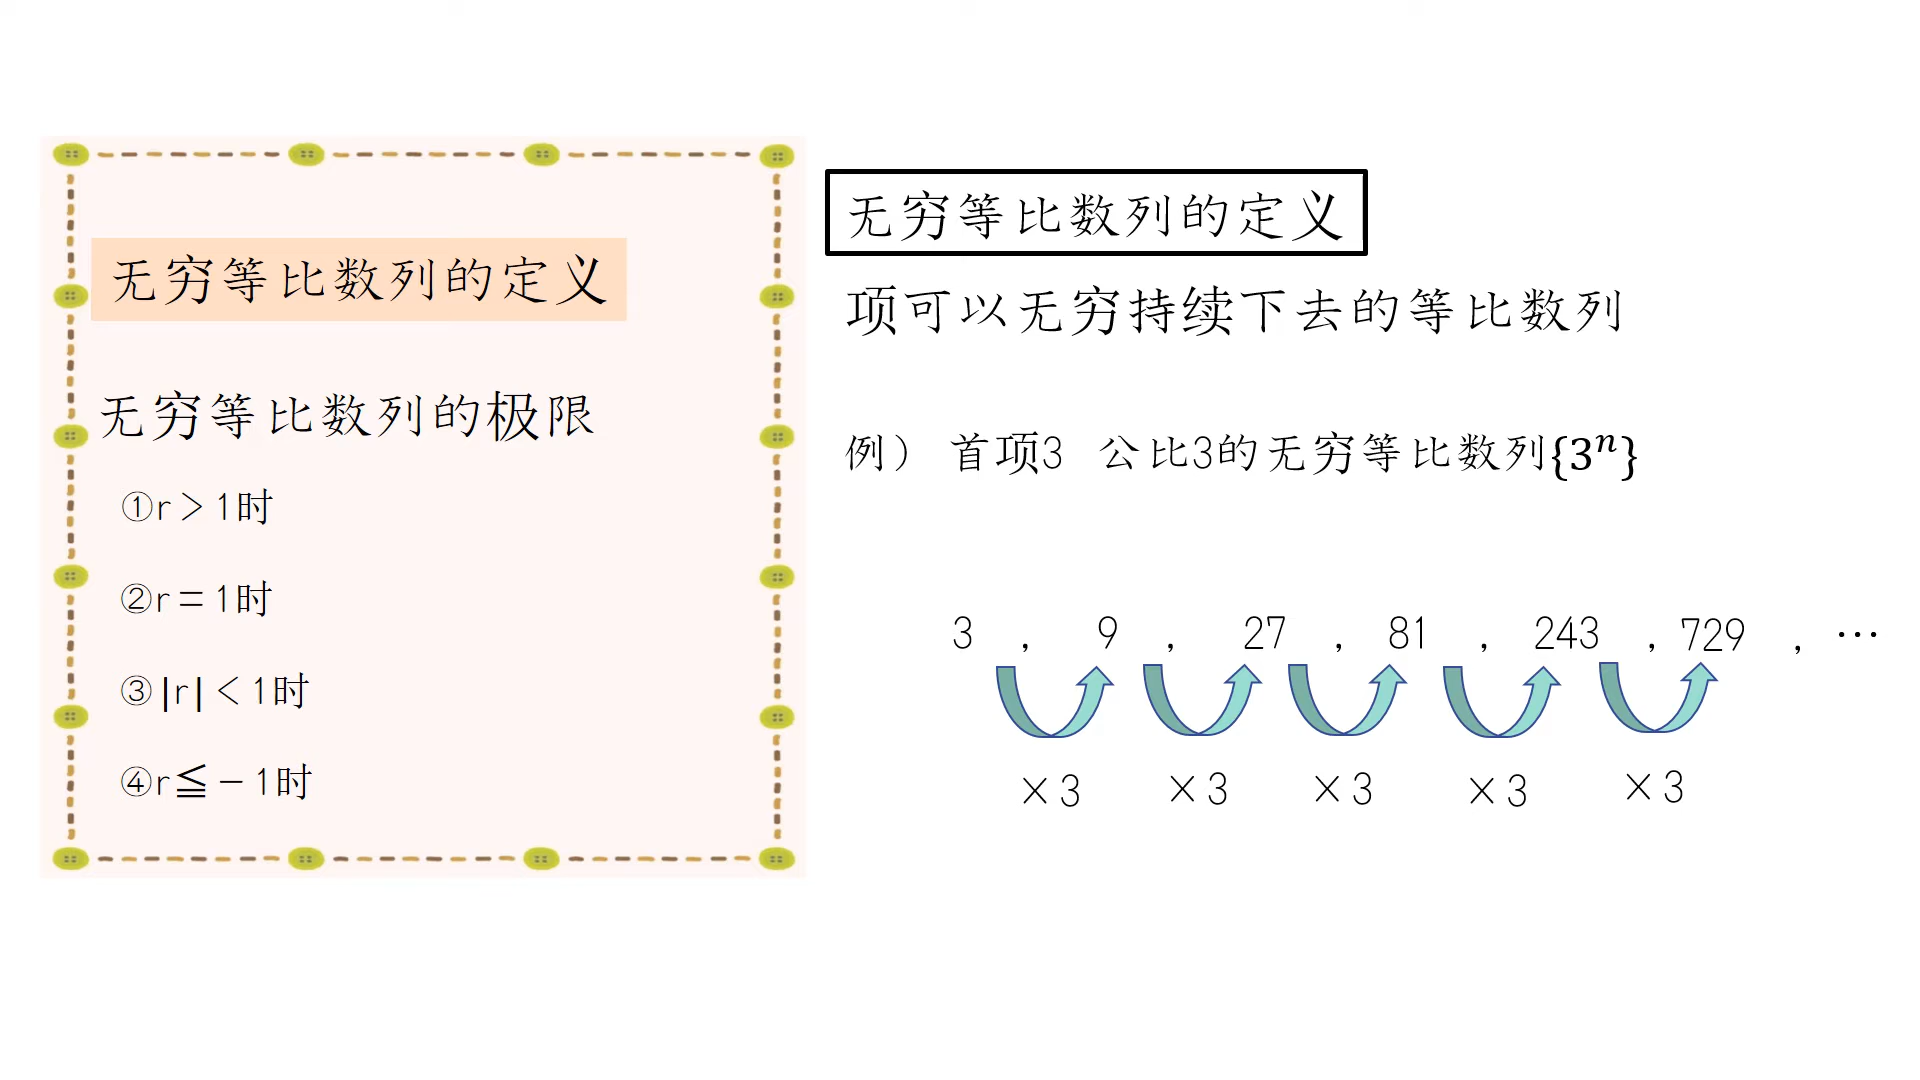 无穷等比数列的定义
无穷等比数列的极限
①r＞1时
②r＝1时
③|r|＜1时
④r≦－1时
无穷等比数列的定义
项可以无穷持续下去的等比数列
例） 首项3 公比3的无穷等比数列{3ⁿ}
3 , 9 , 27 , 81 , 243 , 729 , …
×3 ×3 ×3 ×3 ×3